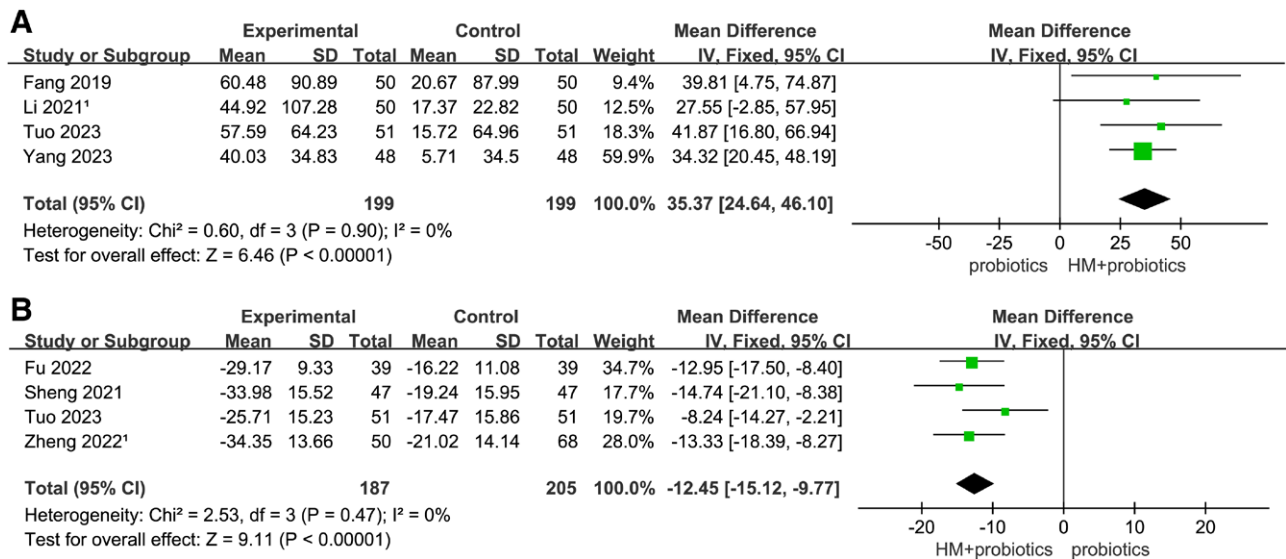 A
Experimental Control Mean Difference Mean Difference
Study or Subgroup Mean SD Total Mean SD Total Weight IV, Fixed, 95% CI IV, Fixed, 95% CI
Fang 2019 60.48 90.89 50 20.67 87.99 50 9.4% 39.81 [4.75, 74.87]
Li 2021¹ 44.92 107.28 50 17.37 22.82 50 12.5% 27.55 [-2.85, 57.95]
Tuo 2023 57.59 64.23 51 15.72 64.96 51 18.3% 41.87 [16.80, 66.94]
Yang 2023 40.03 34.83 48 5.71 34.5 48 59.9% 34.32 [20.45, 48.19]
Total (95% CI) 199 199 100.0% 35.37 [24.64, 46.10]
Heterogeneity: Chi² = 0.60, df = 3 (P = 0.90); I² = 0%
Test for overall effect: Z = 6.46 (P < 0.00001)
-50 -25 0 25 50
probiotics HM+probiotics
B
Experimental Control Mean Difference Mean Difference
Study or Subgroup Mean SD Total Mean SD Total Weight IV, Fixed, 95% CI IV, Fixed, 95% CI
Fu 2022 -29.17 9.33 39 -16.22 11.08 39 34.7% -12.95 [-17.50, -8.40]
Sheng 2021 -33.98 15.52 47 -19.24 15.95 47 17.7% -14.74 [-21.10, -8.38]
Tuo 2023 -25.71 15.23 51 -17.47 15.86 51 19.7% -8.24 [-14.27, -2.21]
Zheng 2022¹ -34.35 13.66 50 -21.02 14.14 68 28.0% -13.33 [-18.39, -8.27]
Total (95% CI) 187 205 100.0% -12.45 [-15.12, -9.77]
Heterogeneity: Chi² = 2.53, df = 3 (P = 0.47); I² = 0%
Test for overall effect: Z = 9.11 (P < 0.00001)
-20 -10 0 10 20
HM+probiotics probiotics